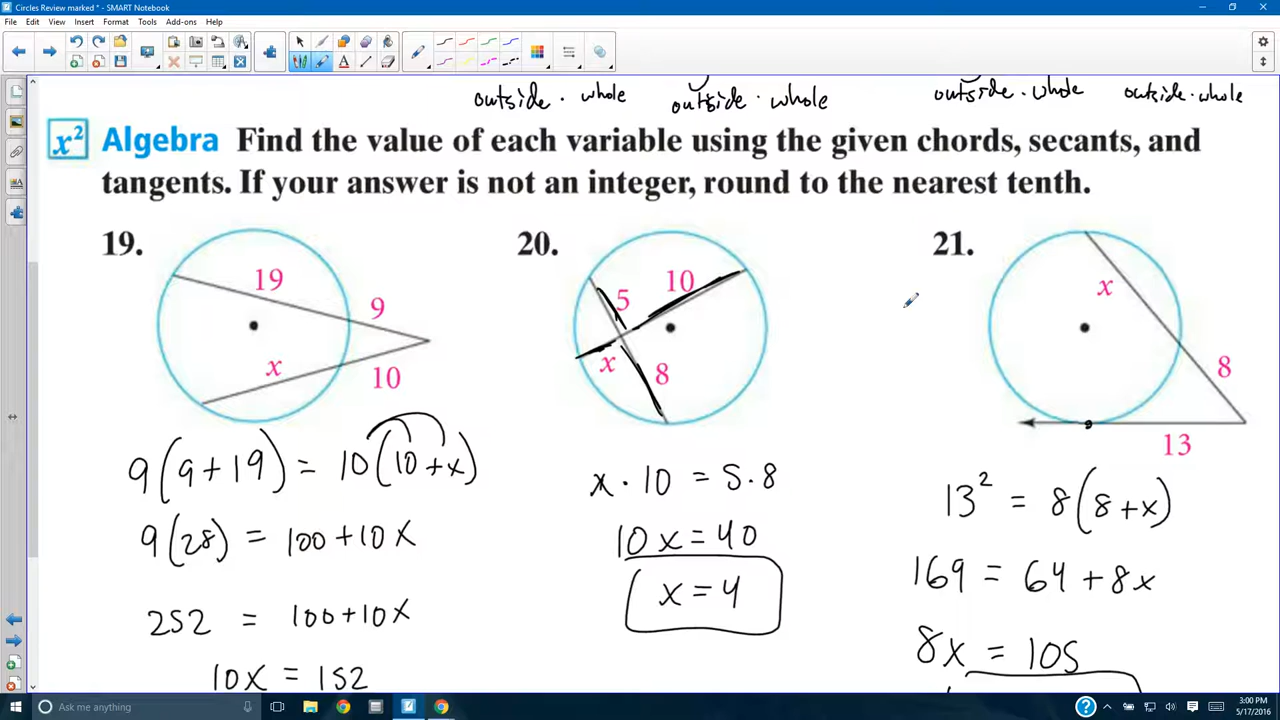 Circles Review marked * - SMART Notebook
File Edit View Insert Format Tools Add-ons Help
outside · whole outside · whole outside · whole outside · whole
x² Algebra Find the value of each variable using the given chords, secants, and
tangents. If your answer is not an integer, round to the nearest tenth.
19.
19
9
x
10
9(9+19) = 10(10+x)
9(28) = 100+10x
252 = 100+10x
10x = 152
20.
10
5
x
8
x · 10 = 5 · 8
10x = 40
x = 4
21.
x
8
13
13² = 8(8+x)
169 = 64 + 8x
8x = 105
Ask me anything
3:00 PM
5/17/2016